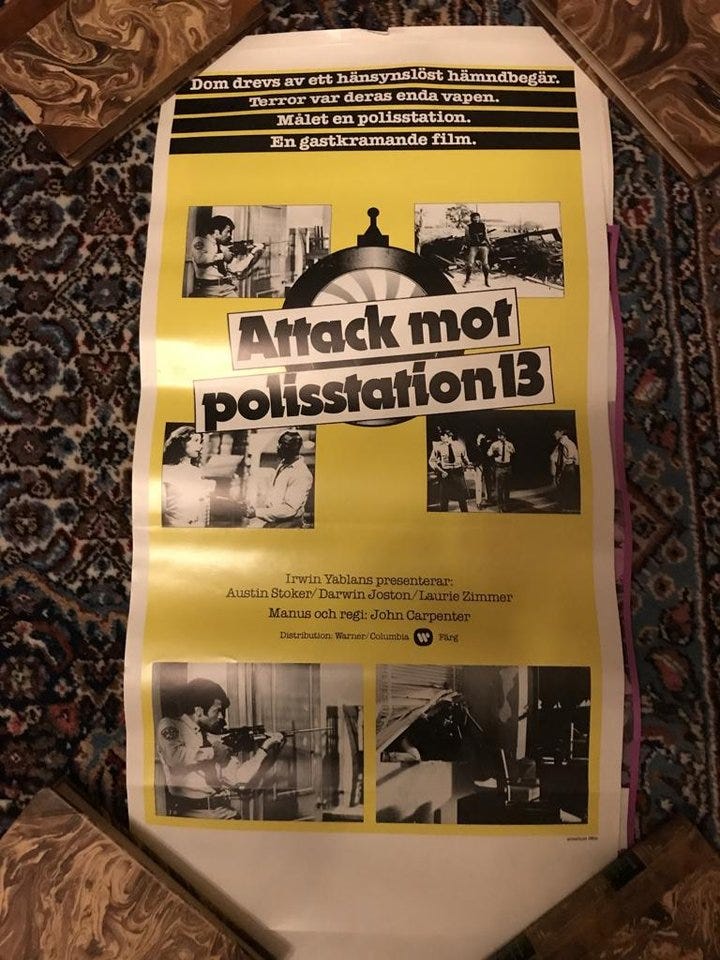 Dom drevs av ett hänsynslöst hämndbegär.
Terror var deras enda vapen.
Målet en polisstation.
En gastkramande film.
Attack mot
polisstation 13
Irwin Yablans presenterar:
Austin Stoker/Darwin Joston/Laurie Zimmer
Manus och regi: John Carpenter
Distribution: Warner/Columbia Färg